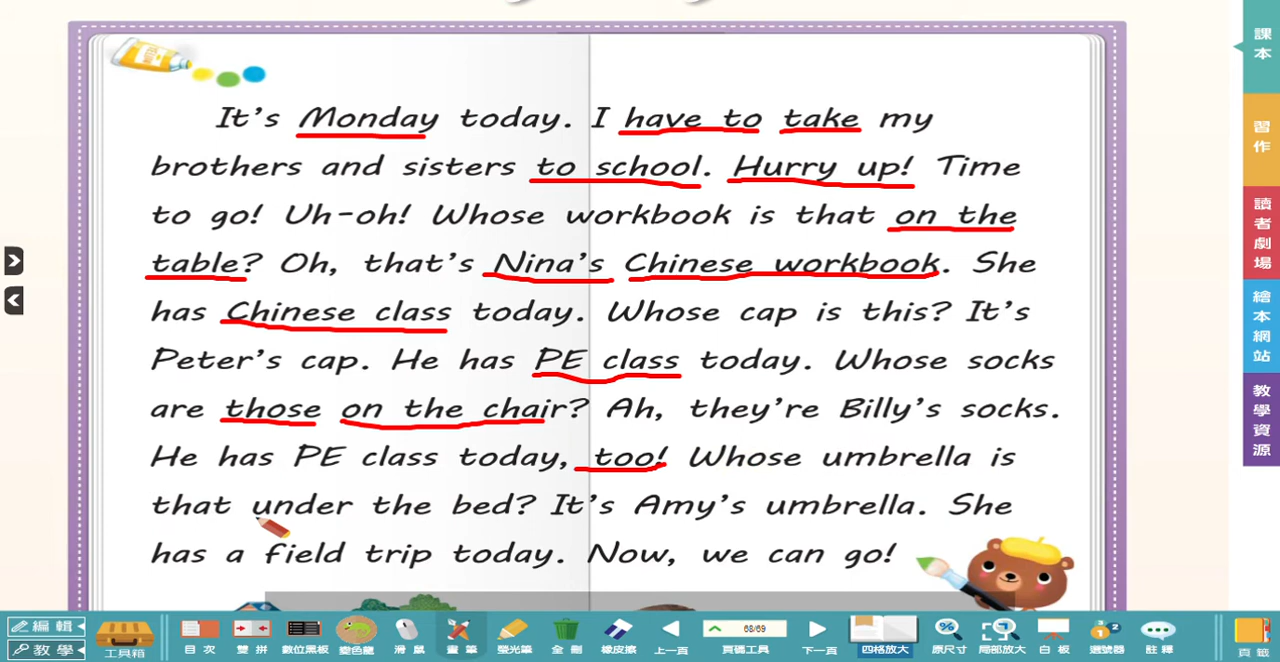 It's Monday today. I have to take my
brothers and sisters to school. Hurry up! Time
to go! Uh-oh! Whose workbook is that on the
table? Oh, that's Nina's Chinese workbook. She
has Chinese class today. Whose cap is this? It's
Peter's cap. He has PE class today. Whose socks
are those on the chair? Ah, they're Billy's socks.
He has PE class today, too! Whose umbrella is
that under the bed? It's Amy's umbrella. She
has a field trip today. Now, we can go!
課本
習作
讀者劇場
繪本網站
教學資源
編輯
教學
工具箱
目次
雙拼
數位黑板
變色龍
滑鼠
畫筆
螢光筆
全刪
橡皮擦
上一頁
68/69
頁碼工具
下一頁
四格放大
原尺寸
局部放大
白板
選號器
註釋
頁籤